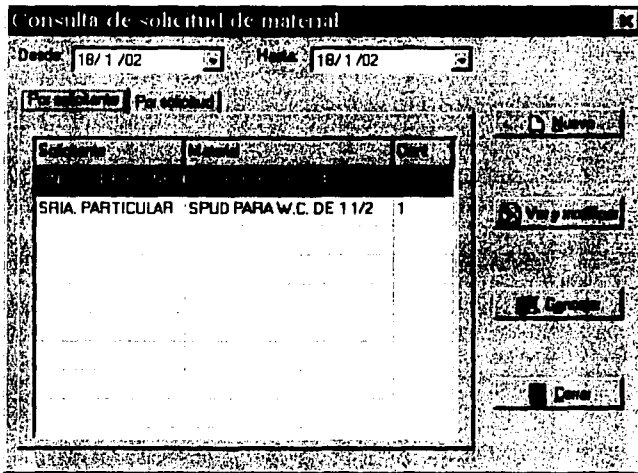 Consulta de solicitud de material
Desde: 18/ 1 /02 Hasta: 18/ 1 /02
Por solicitante Por solicitud
Nuevo...
Solicitante Material Cant.
SRIA. PARTICULAR SPUD PARA W.C. DE 1 1/2 1
Ver y modificar
Cancelar
Cerrar